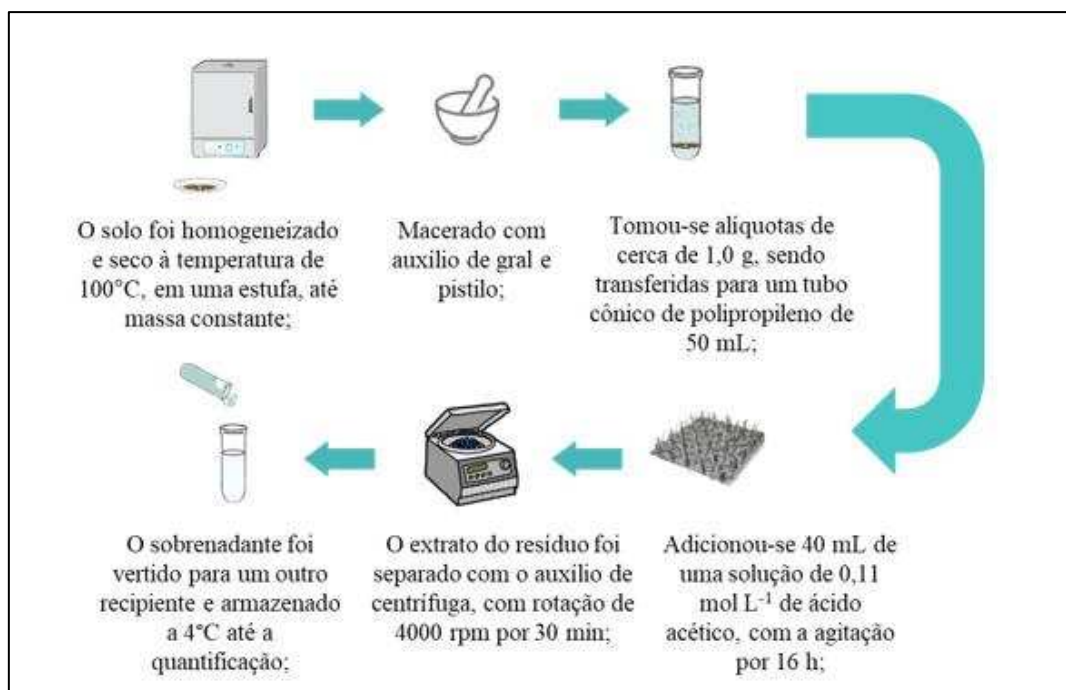 O solo foi homogeneizado
e seco à temperatura de
100°C, em uma estufa, até
massa constante;
Macerado com
auxílio de gral e
pistilo;
Tomou-se alíquotas de
cerca de 1,0 g, sendo
transferidas para um tubo
cônico de polipropileno de
50 mL;
Adicionou-se 40 mL de
uma solução de 0,11
mol L⁻¹ de ácido
acético, com a agitação
por 16 h;
O extrato do resíduo foi
separado com o auxílio de
centrífuga, com rotação de
4000 rpm por 30 min;
O sobrenadante foi
vertido para um outro
recipiente e armazenado
a 4°C até a
quantificação;